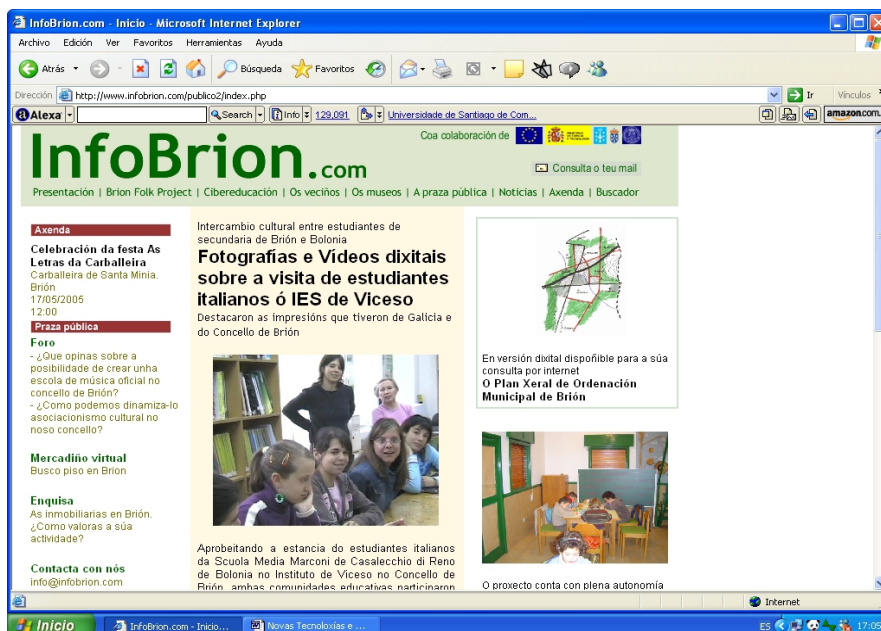 InfoBrion.com - Inicio - Microsoft Internet Explorer
Archivo Edición Ver Favoritos Herramientas Ayuda
Atrás Búsqueda Favoritos
Dirección http://www.infobrion.com/publico2/index.php Ir Vínculos
Alexa Search Info 129,091 Universidade de Santiago de Com... amazon.com
Coa colaboración de
InfoBrion.com
Consulta o teu mail
Presentación | Brion Folk Project | Cibereducación | Os veciños | Os museos | A praza pública | Noticias | Axenda | Buscador
Axenda
Celebración da festa As
Letras da Carballeira
Carballeira de Santa Minia.
Brión
17/05/2005
12:00
Praza pública
Foro
- ¿Que opinas sobre a
posibilidade de crear unha
escola de música oficial no
concello de Brión?
- ¿Como podemos dinamiza-lo
asociacionismo cultural no
noso concello?
Mercadiño virtual
Busco piso en Brion
Enquisa
As inmobiliarias en Brión.
¿Como valoras a súa
actividade?
Contacta con nós
info@infobrion.com
Intercambio cultural entre estudiantes de
secundaria de Brión e Bolonia
Fotografías e Vídeos dixitais
sobre a visita de estudiantes
italianos ó IES de Viceso
Destacaron as impresións que tiveron de Galicia e
do Concello de Brión
Aprobeitando a estancia do estudiantes italianos
da Scuola Media Marconi de Casalecchio di Reno
de Bolonia no Instituto de Viceso no Concello de
Brión, ambas comunidades educativas participaron
En versión dixital dispoñible para a súa
consulta por internet
O Plan Xeral de Ordenación
Municipal de Brión
O proxecto conta con plena autonomía
Internet
Inicio InfoBrion.com - Inicio... Novas Tecnoloxías e ... ES 17:05